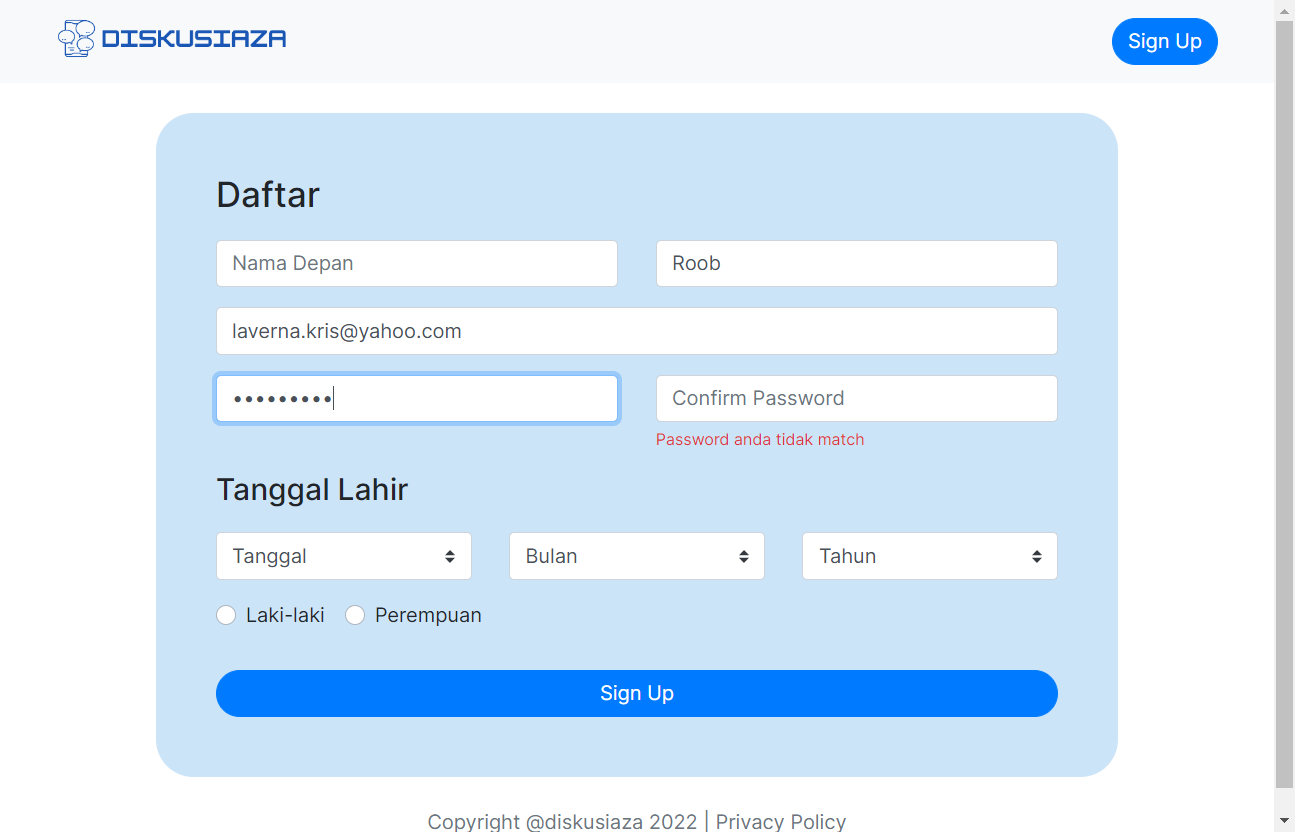 DISKUSIAZA
Sign Up
Daftar
Nama Depan
Roob
laverna.kris@yahoo.com
•••••••••
Confirm Password
Password anda tidak match
Tanggal Lahir
Tanggal
Bulan
Tahun
Laki-laki
Perempuan
Sign Up
Copyright @diskusiaza 2022 | Privacy Policy